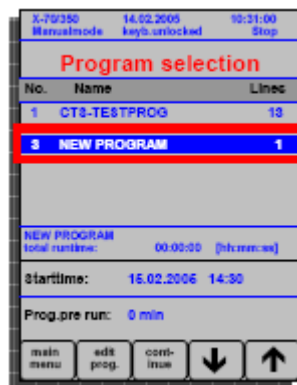 X-70/350 14.02.2005 10:31:00
Manualmode keyb.unlocked Stop
Program selection
No. Name Lines
1 CTS-TESTPROG 13
3 NEW PROGRAM 1
NEW PROGRAM
total runtime: 00:00:00 [hh:mm:ss]
Starttime: 15.02.2005 14:30
Prog.pre run: 0 min
main menu
edit prog.
cont- inue